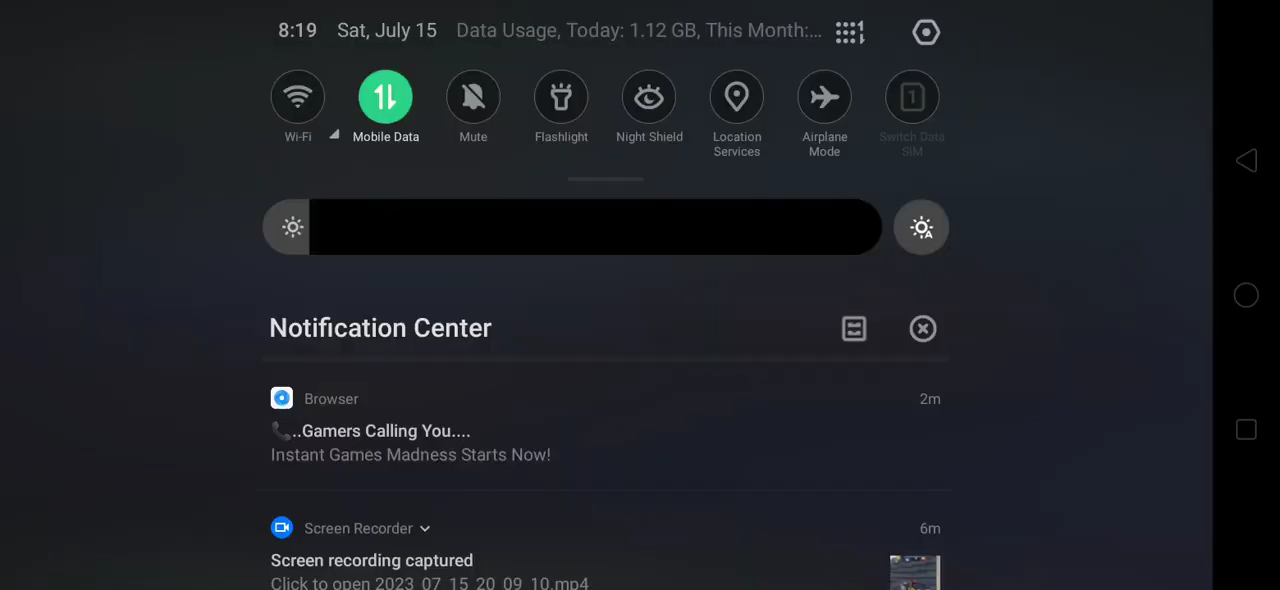 8:19 Sat, July 15 Data Usage, Today: 1.12 GB, This Month:...
Wi-Fi Mobile Data Mute Flashlight Night Shield Location Services Airplane Mode Switch Data SIM
Notification Center
Browser 2m
📞..Gamers Calling You....
Instant Games Madness Starts Now!
Screen Recorder 6m
Screen recording captured
Click to open 2023_07_15_20_09_10.mp4